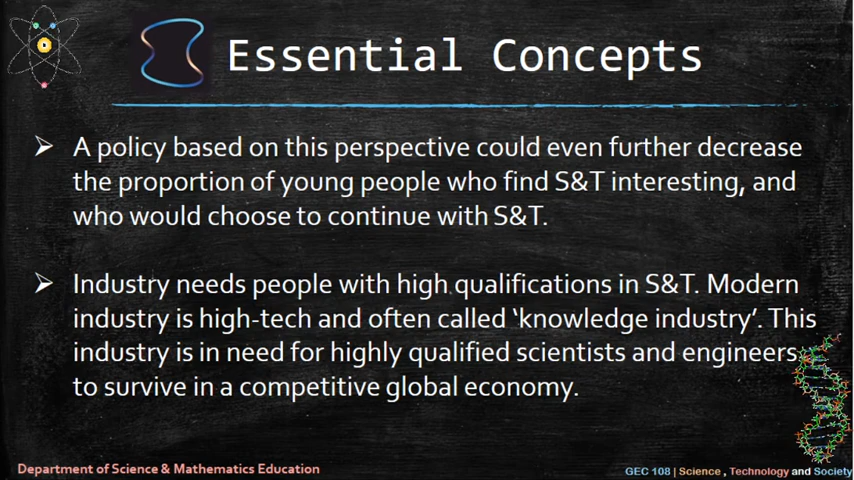 Essential Concepts
A policy based on this perspective could even further decrease
the proportion of young people who find S&T interesting, and
who would choose to continue with S&T.
Industry needs people with high qualifications in S&T. Modern
industry is high-tech and often called ‘knowledge industry’. This
industry is in need for highly qualified scientists and engineers
to survive in a competitive global economy.
Department of Science & Mathematics Education
GEC 108 | Science , Technology and Society